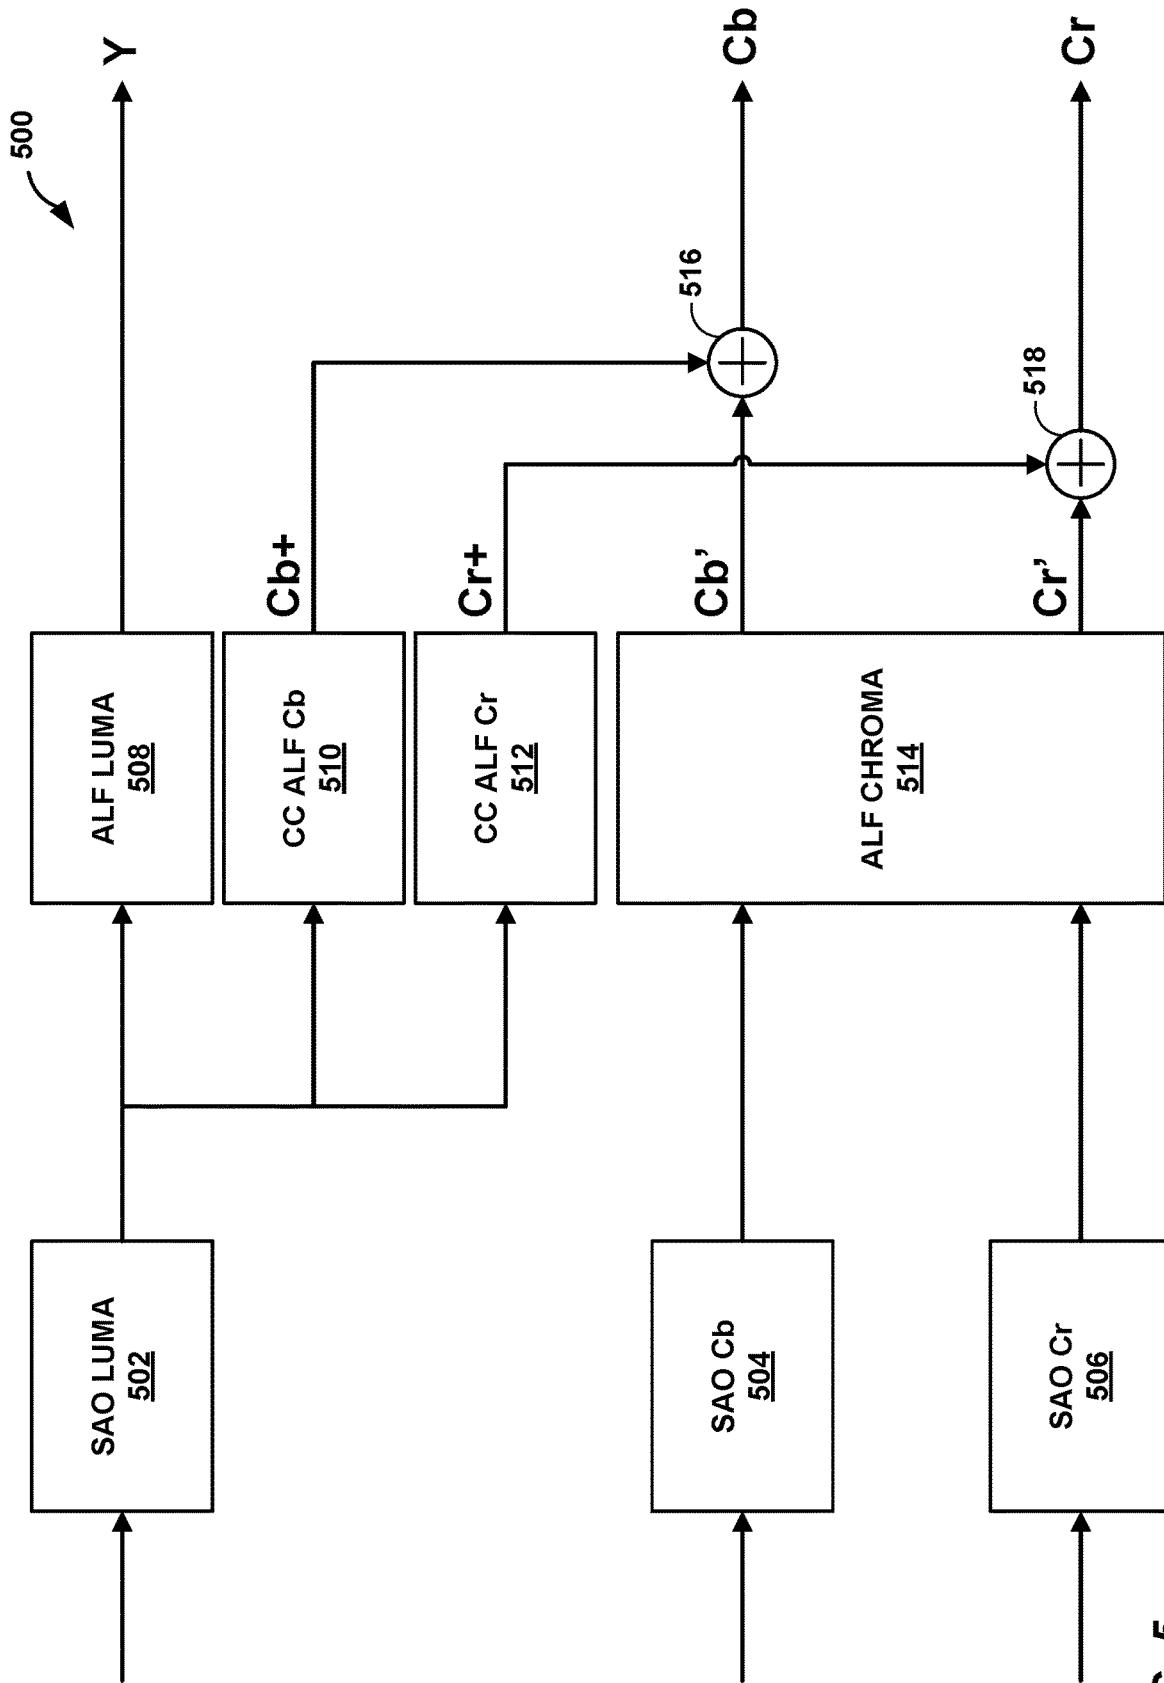 500
SAO LUMA
502
ALF LUMA
508
Y
CC ALF Cb
510
Cb+
CC ALF Cr
512
Cr+
516
SAO Cb
504
ALF CHROMA
514
Cb’
Cb
518
SAO Cr
506
Cr’
Cr
5